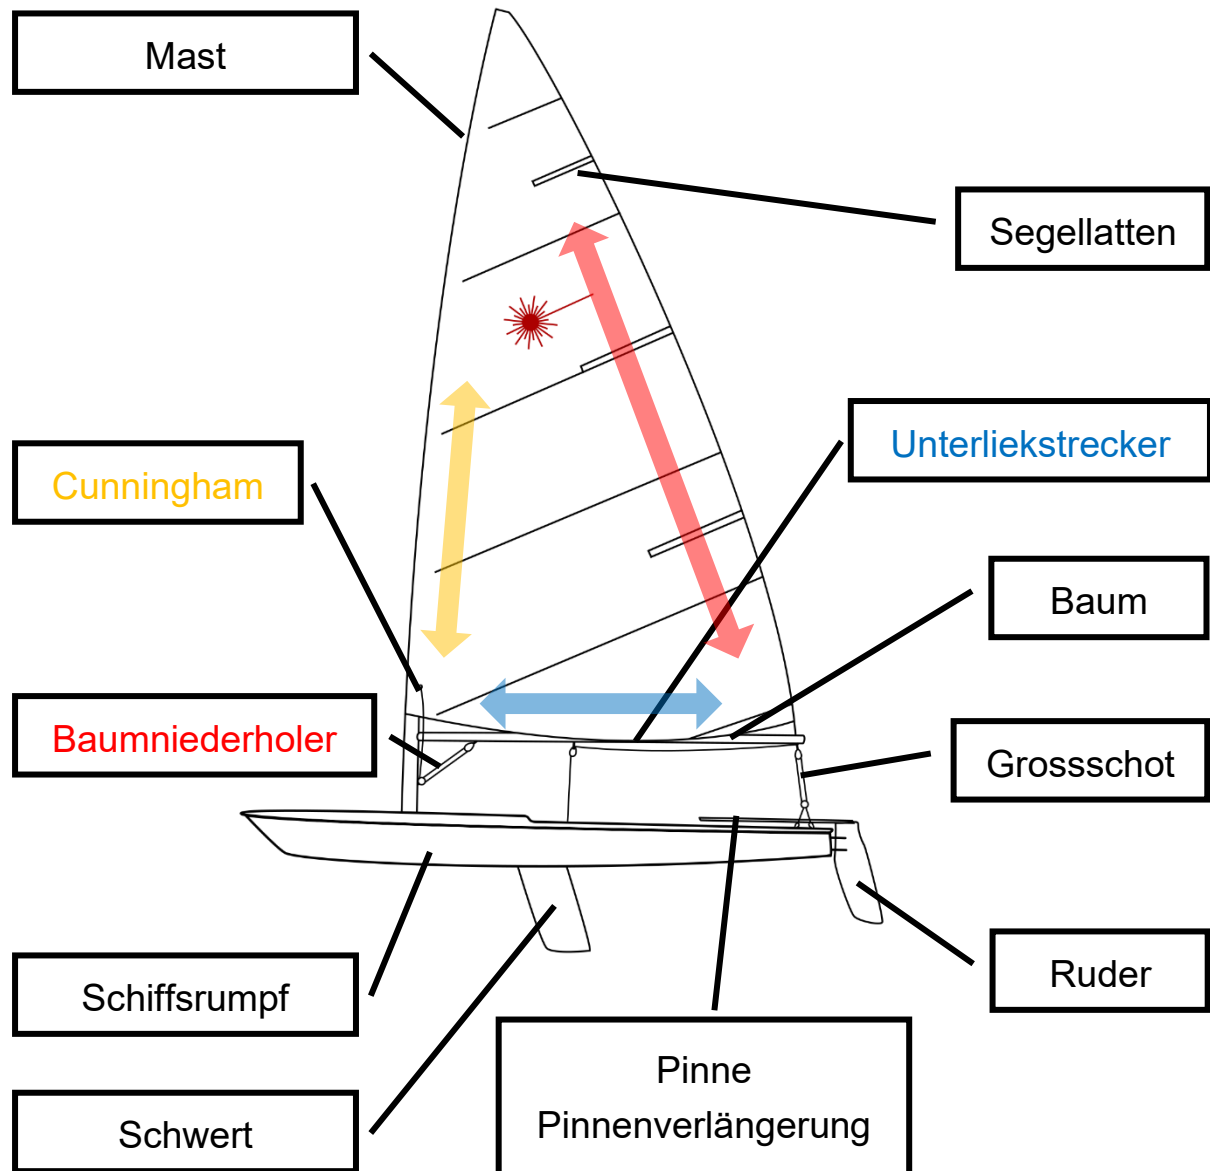 Mast
Segellatten
Unterliekstrecker
Cunningham
Baum
Baumniederholer
Grossschot
Schiffsrumpf
Ruder
Pinne
Pinnenverlängerung
Schwert